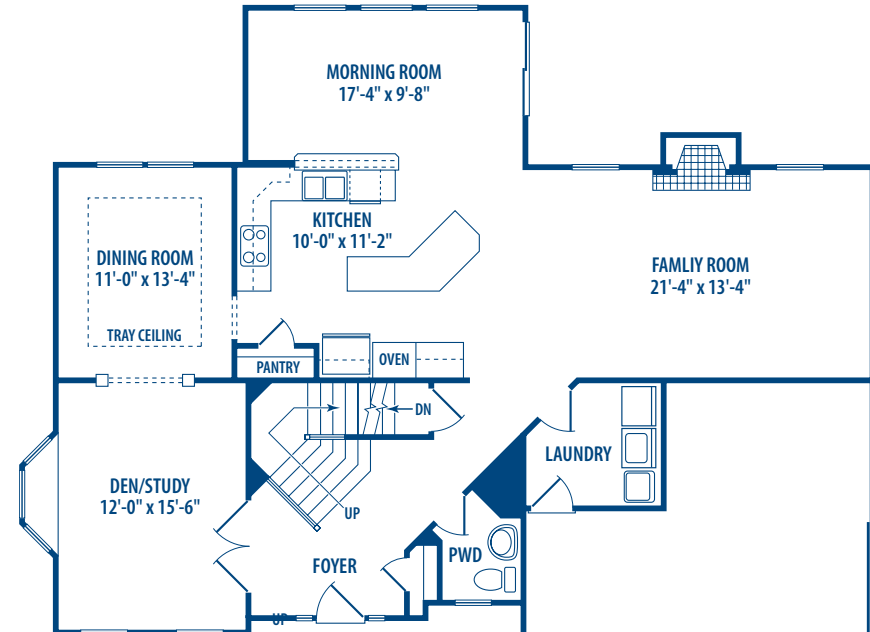 MORNING ROOM
17'-4" x 9'-8"
KITCHEN
10'-0" x 11'-2"
DINING ROOM
11'-0" x 13'-4"
TRAY CEILING
FAMLIY ROOM
21'-4" x 13'-4"
PANTRY
OVEN
DN
LAUNDRY
DEN/STUDY
12'-0" x 15'-6"
UP
PWD
FOYER
UP